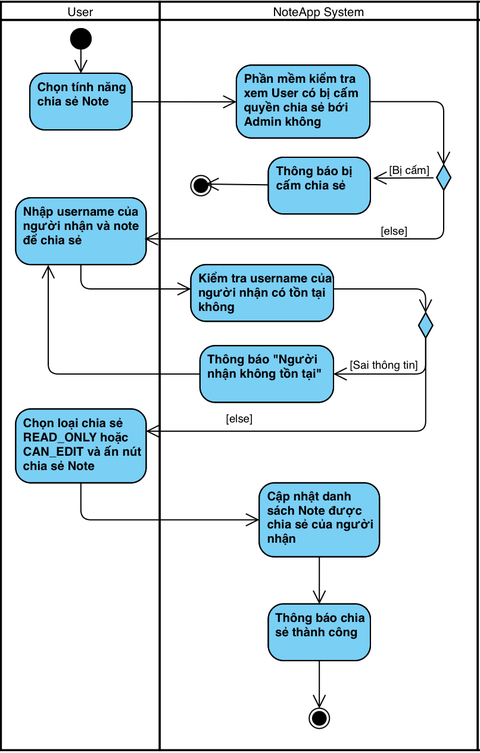 User
NoteApp System
Chọn tính năng
chia sẻ Note
Phần mềm kiểm tra
xem User có bị cấm
quyền chia sẻ bới
Admin không
[Bị cấm]
Thông báo bị
cấm chia sẻ
[else]
Nhập username của
người nhận và note
để chia sẻ
Kiểm tra username của
người nhận có tồn tại
không
[Sai thông tin]
Thông báo "Người
nhận không tồn tại"
[else]
Chọn loại chia sẻ
READ_ONLY hoặc
CAN_EDIT và ấn nút
chia sẻ Note
Cập nhật danh
sách Note được
chia sẻ của người
nhận
Thông báo chia
sẻ thành công